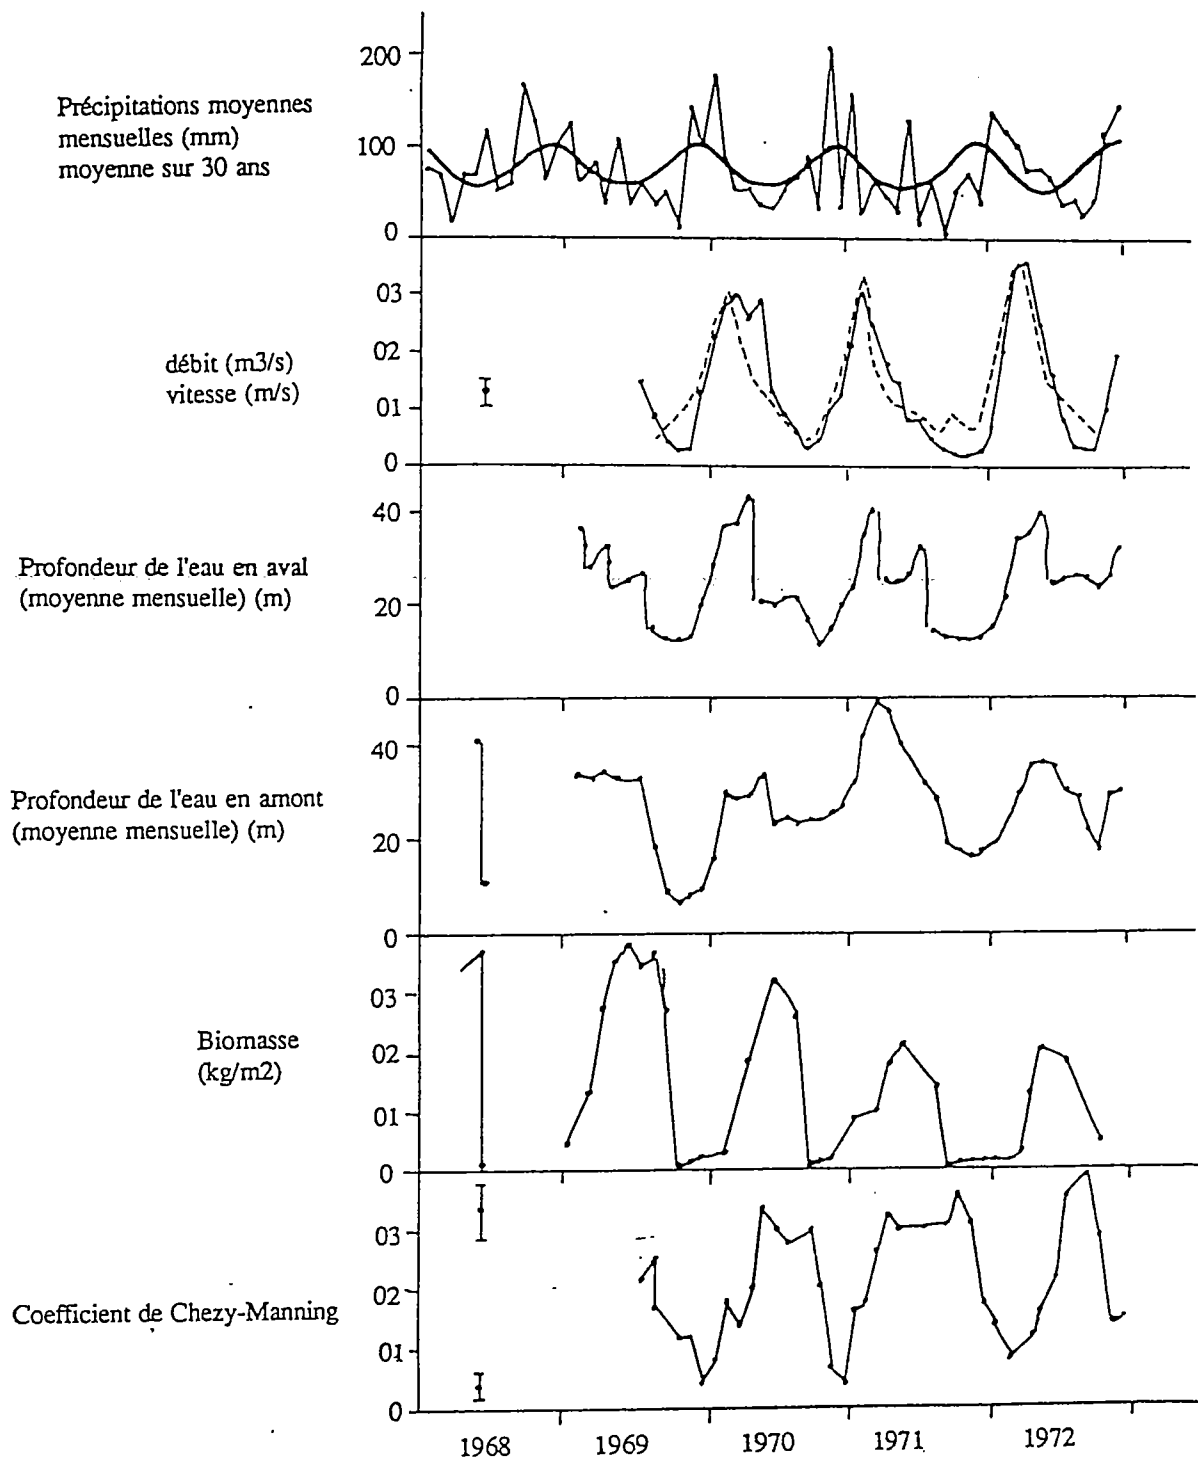 Précipitations moyennes
mensuelles (mm)
moyenne sur 30 ans
200
100
0
débit (m3/s)
vitesse (m/s)
03
02
01
0
Profondeur de l'eau en aval
(moyenne mensuelle) (m)
40
20
0
Profondeur de l'eau en amont
(moyenne mensuelle) (m)
40
20
0
Biomasse
(kg/m2)
03
02
01
0
Coefficient de Chezy-Manning
03
02
01
0
1968
1969
1970
1971
1972